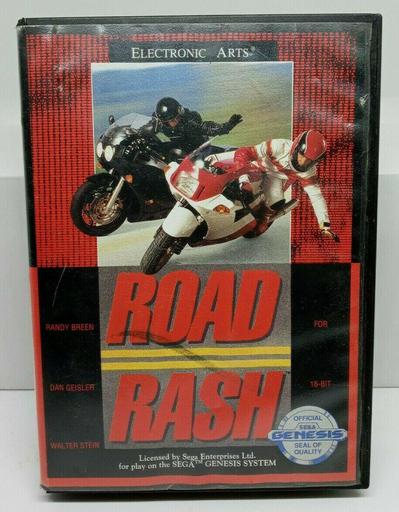 ELECTRONIC ARTS®
ROAD
RASH™
RANDY BREEN
DAN GEISLER
WALTER STEIN
FOR
16-BIT
OFFICIAL
SEGA
GENESIS
SEAL OF
QUALITY
Licensed by Sega Enterprises Ltd.
for play on the SEGA™ GENESIS SYSTEM